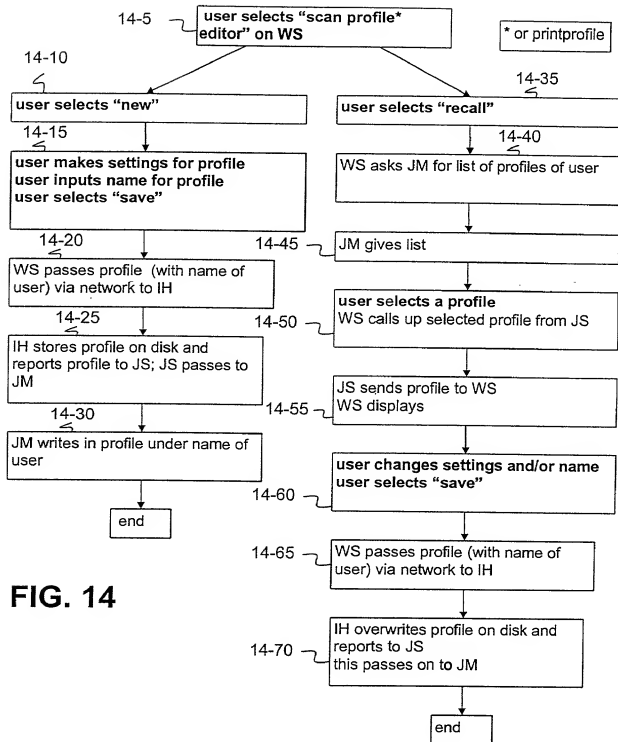 14-5
user selects "scan profile*
editor" on WS
* or printprofile
14-10
user selects "new"
14-15
user makes settings for profile
user inputs name for profile
user selects "save"
14-20
WS passes profile (with name of
user) via network to IH
14-25
IH stores profile on disk and
reports profile to JS; JS passes to
JM
14-30
JM writes in profile under name of
user
end
14-35
user selects "recall"
14-40
WS asks JM for list of profiles of user
14-45
JM gives list
user selects a profile
14-50
WS calls up selected profile from JS
JS sends profile to WS
14-55
WS displays
user changes settings and/or name
user selects "save"
14-60
14-65
WS passes profile (with name of
user) via network to IH
IH overwrites profile on disk and
reports to JS
14-70
this passes on to JM
end
FIG. 14